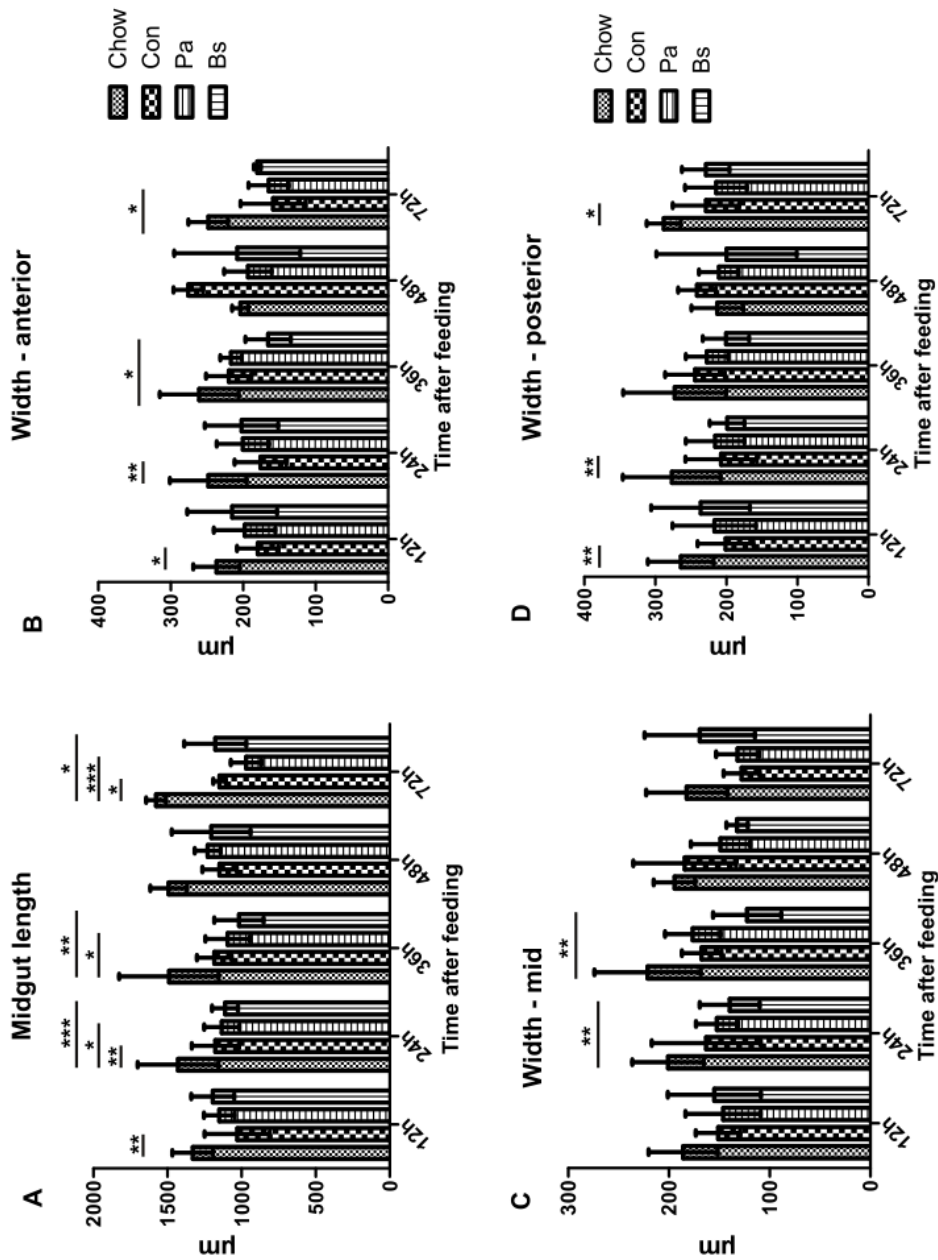 A
Midgut length
μm
2000
1500
1000
500
0
** *** * ** ** * * *** *
12h 24h 36h 48h 72h
Time after feeding
B
Width - anterior
μm
400
300
200
100
0
* ** * *
12h 24h 36h 48h 72h
Time after feeding
Chow
Con
Pa
Bs
C
Width - mid
μm
300
200
100
0
** **
12h 24h 36h 48h 72h
Time after feeding
D
Width - posterior
μm
400
300
200
100
0
** ** *
12h 24h 36h 48h 72h
Time after feeding
Chow
Con
Pa
Bs